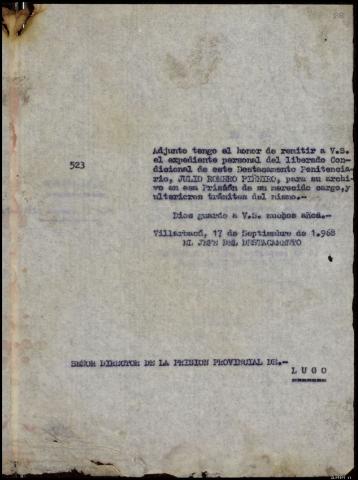 Adjunto tengo el honor de remitir a V.S.
el expediente personal del liberado Con-
dicional de este Destacamento Penitencia-
rio, JULIO ROMERO PIÑEIRO, para su archi-
vo en esa Prisión de su merecido cargo,y
ulteriores trámites del mismo.-
523
Dios guarde a V.S. muchos años.-
Villarbacú, 17 de Septiembre de 1.968
EL JEFE DEL DESTACAMENTO
SEÑOR DIRECTOR DE LA PRISION PROVINCIAL DE.-
LUGO